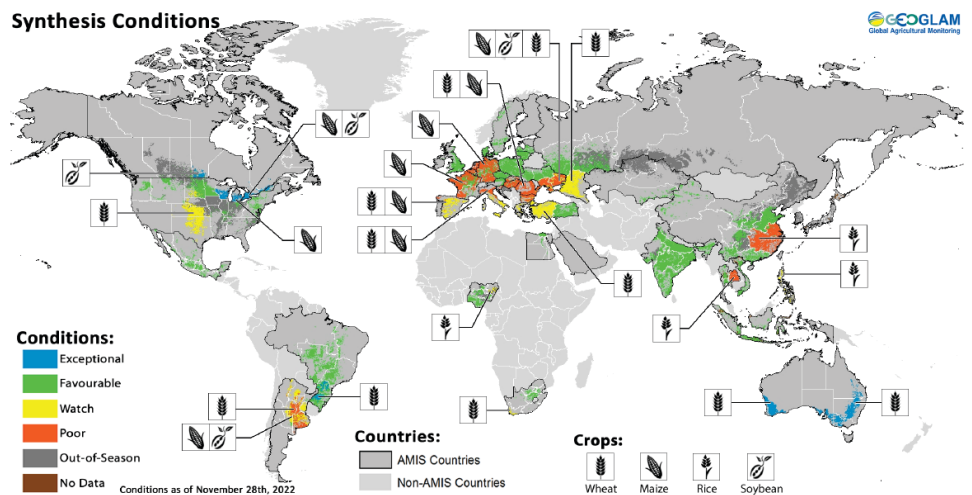 Synthesis Conditions
GEOGLAM
Global Agricultural Monitoring
Conditions:
Exceptional
Favourable
Watch
Poor
Out-of-Season
No Data
Conditions as of November 28th, 2022
Countries:
AMIS Countries
Non-AMIS Countries
Crops:
Wheat
Maize
Rice
Soybean